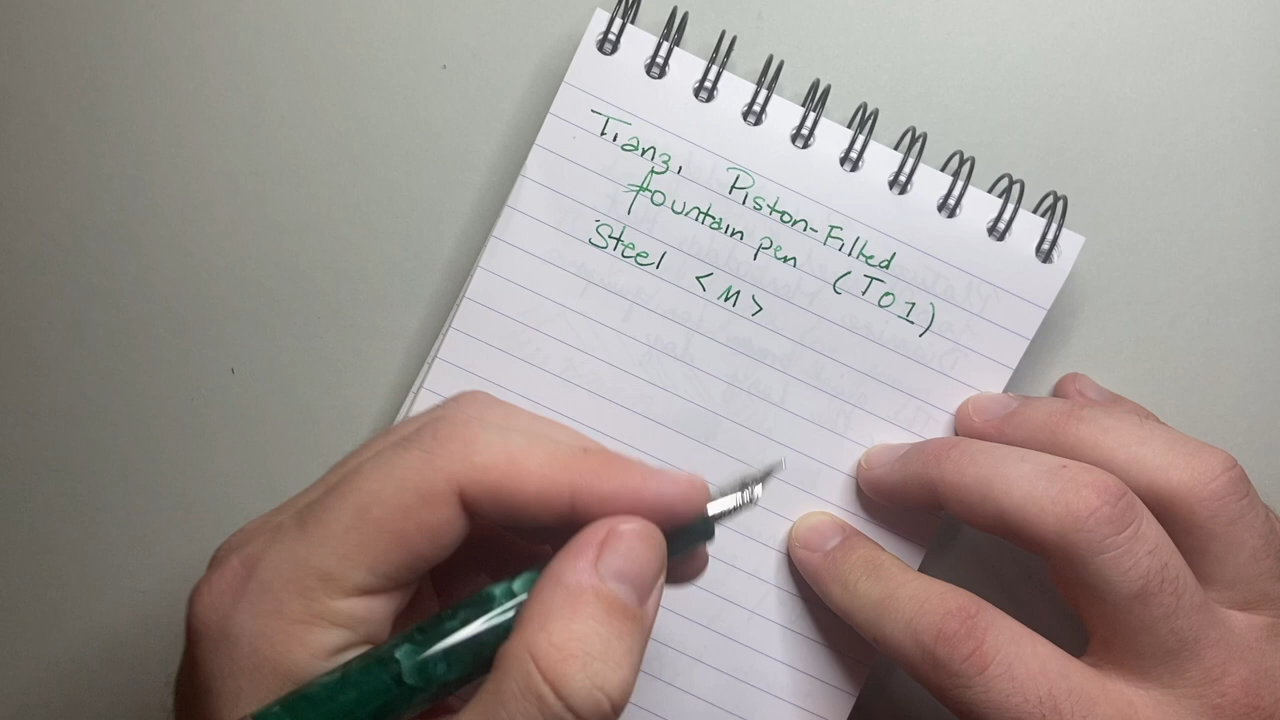 Tianzi Piston-Filled
fountain pen (T01)
Steel <M>